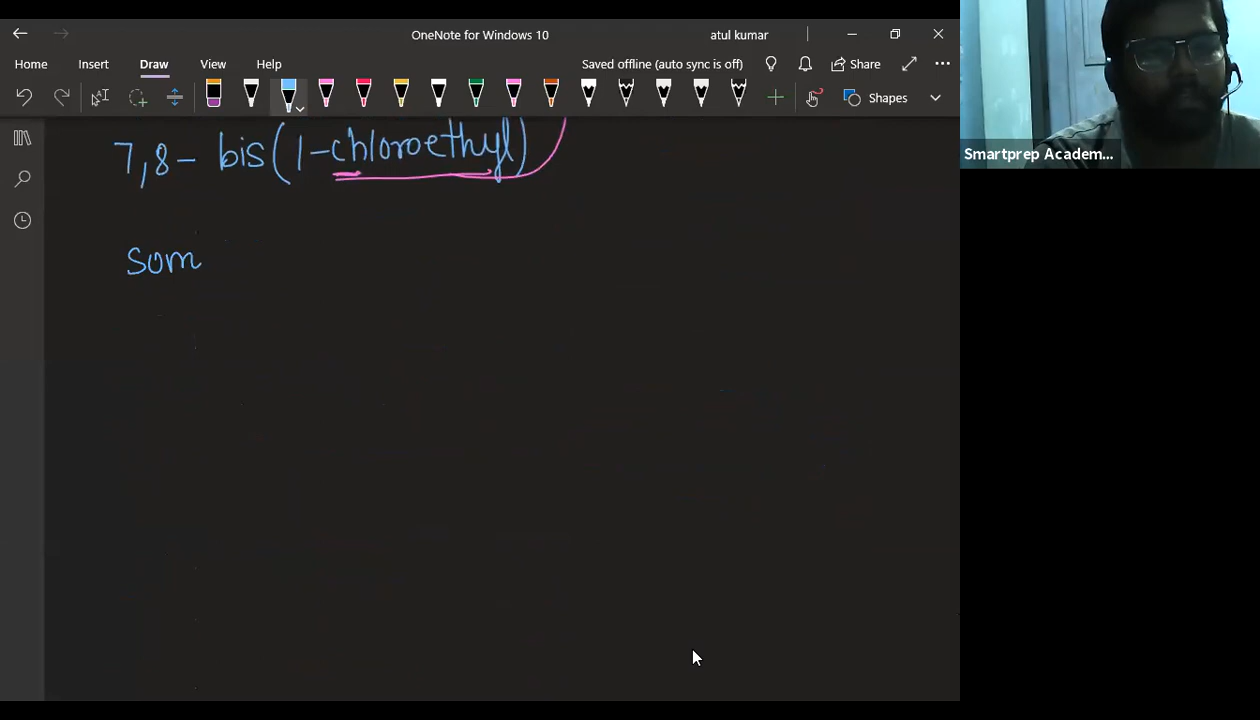 OneNote for Windows 10
atul kumar
Home Insert Draw View Help
Saved offline (auto sync is off)
Share
Shapes
7,8- bis(1-chloroethyl)
som
Smartprep Academ...